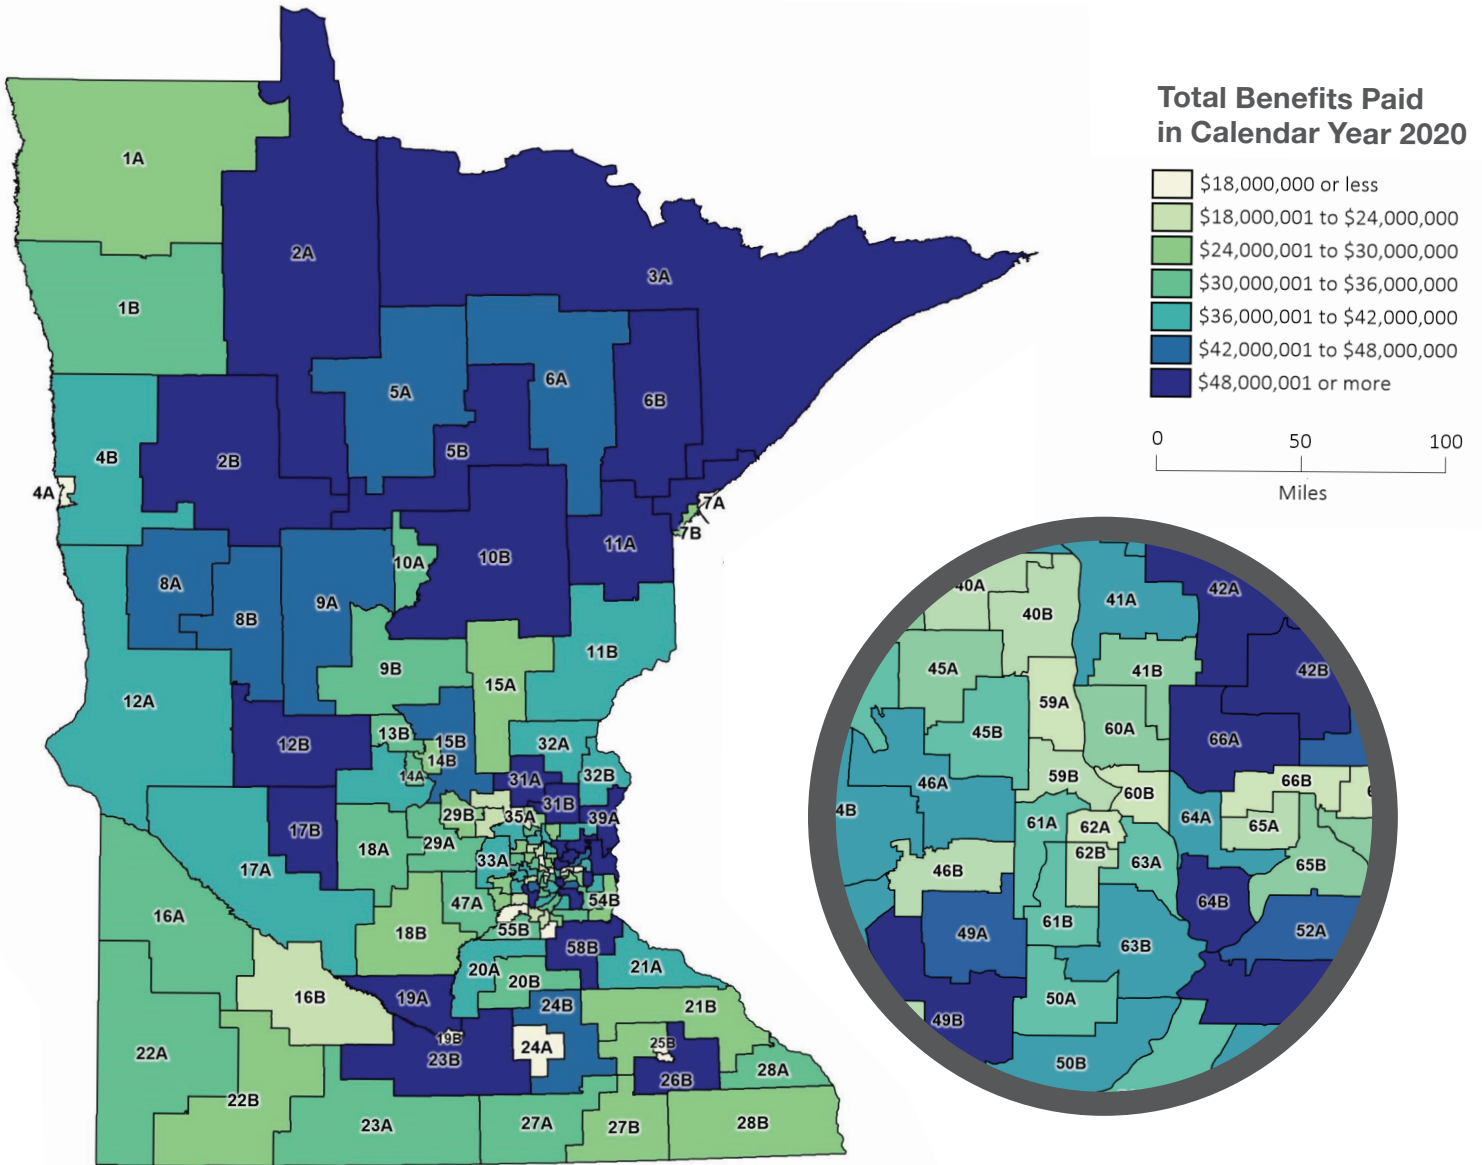 Total Benefits Paid
in Calendar Year 2020
$18,000,000 or less
$18,000,001 to $24,000,000
$24,000,001 to $30,000,000
$30,000,001 to $36,000,000
$36,000,001 to $42,000,000
$42,000,001 to $48,000,000
$48,000,001 or more
0 50 100
Miles
1A
2A
3A
1B
6A
5A
6B
5B
4B
2B
4A
7A
7B
11A
10B
10A
8A
9A
8B
11B
9B
15A
12A
13B
15B
32A
12B
14B
14A
32B
31A
31B
29B
35A
39A
17B
29A
18A
33A
17A
54B
47A
16A
55B
18B
58B
20A
21A
20B
16B
19A
24B
21B
19B
25B
24A
22A
23B
28A
26B
22B
23A
27A
27B
28B
40A
42A
41A
40B
45A
41B
42B
59A
60A
45B
66A
59B
66B
46A
60B
4B
64A
61A
62A
65A
62B
63A
65B
46B
64B
61B
49A
52A
63B
50A
49B
50B